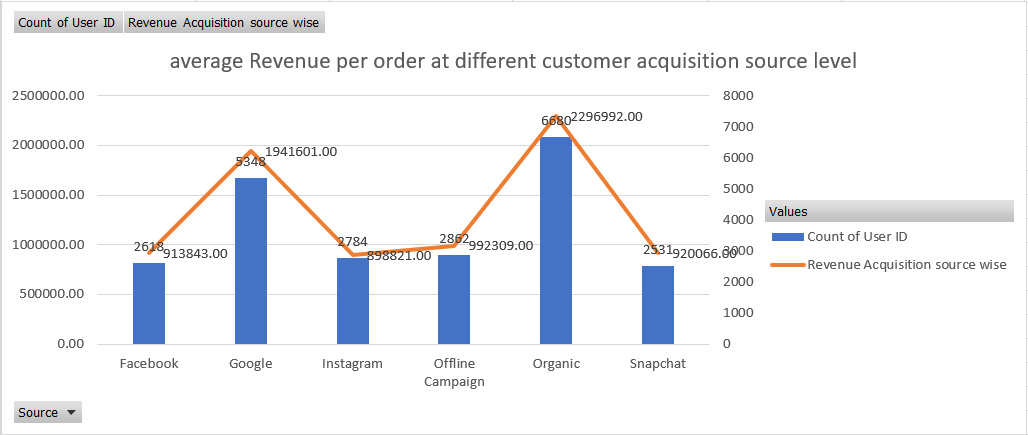 Count of User ID Revenue Acquisition source wise
average Revenue per order at different customer acquisition source level
2500000.00
2000000.00
1500000.00
1000000.00
500000.00
0.00
8000
7000
6000
5000
4000
3000
2000
1000
0
2618
913843.00
5348
1941601.00
2784
898821.00
2862
992309.00
6680
2296992.00
2531
920066.00
Facebook
Google
Instagram
Offline
Campaign
Organic
Snapchat
Values
Count of User ID
Revenue Acquisition source wise
Source